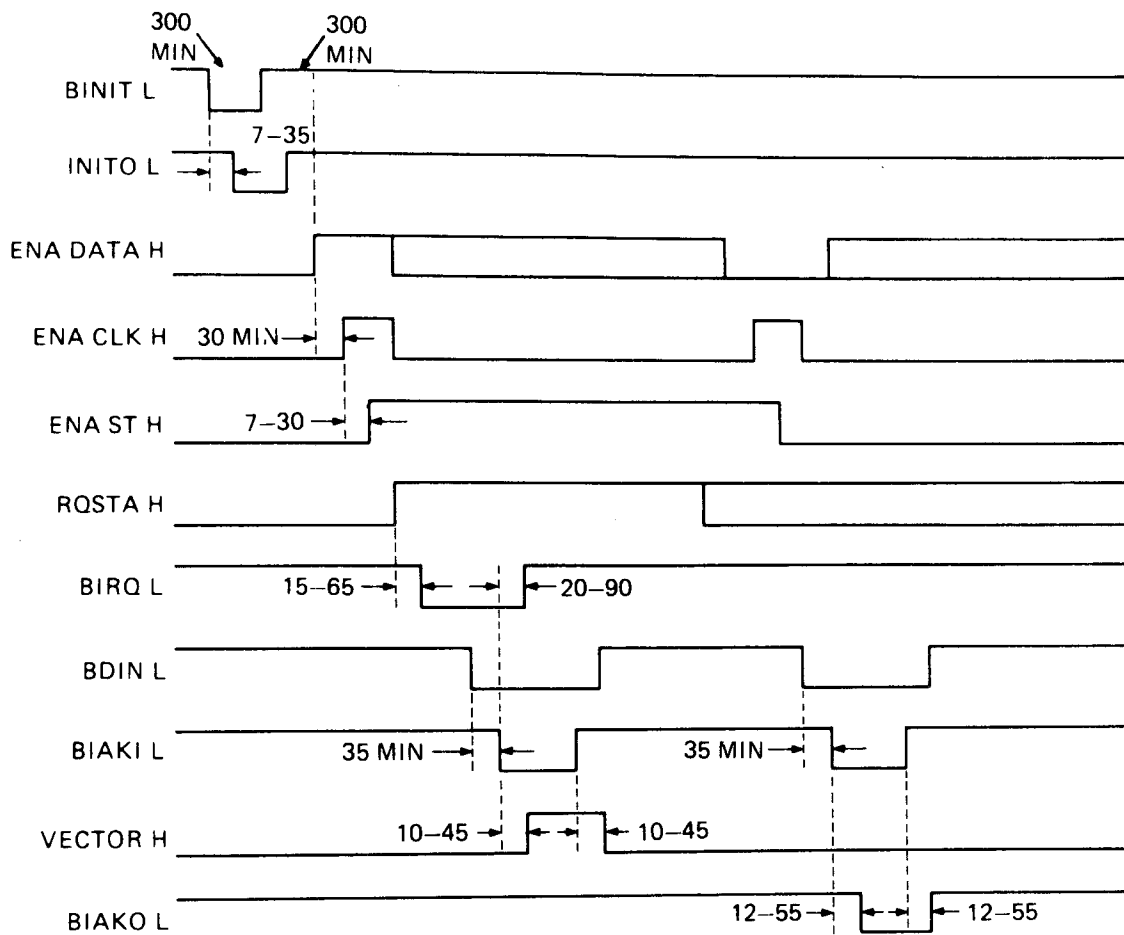 300 MIN
300 MIN
BINIT L
7–35
INITO L
ENA DATA H
ENA CLK H
30 MIN
ENA ST H
7–30
RQSTA H
BIRQ L
15–65
20–90
BDIN L
BIAKI L
35 MIN
35 MIN
VECTOR H
10–45
10–45
BIAKO L
12–55
12–55